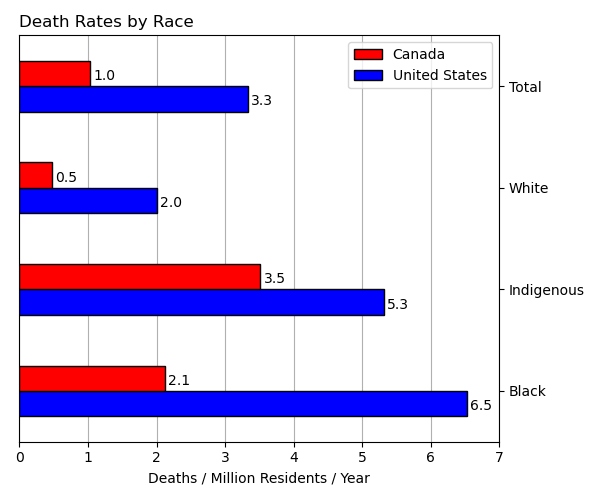 Death Rates by Race
Canada
United States
1.0
3.3
Total
0.5
2.0
White
3.5
5.3
Indigenous
2.1
6.5
Black
0 1 2 3 4 5 6 7
Deaths / Million Residents / Year